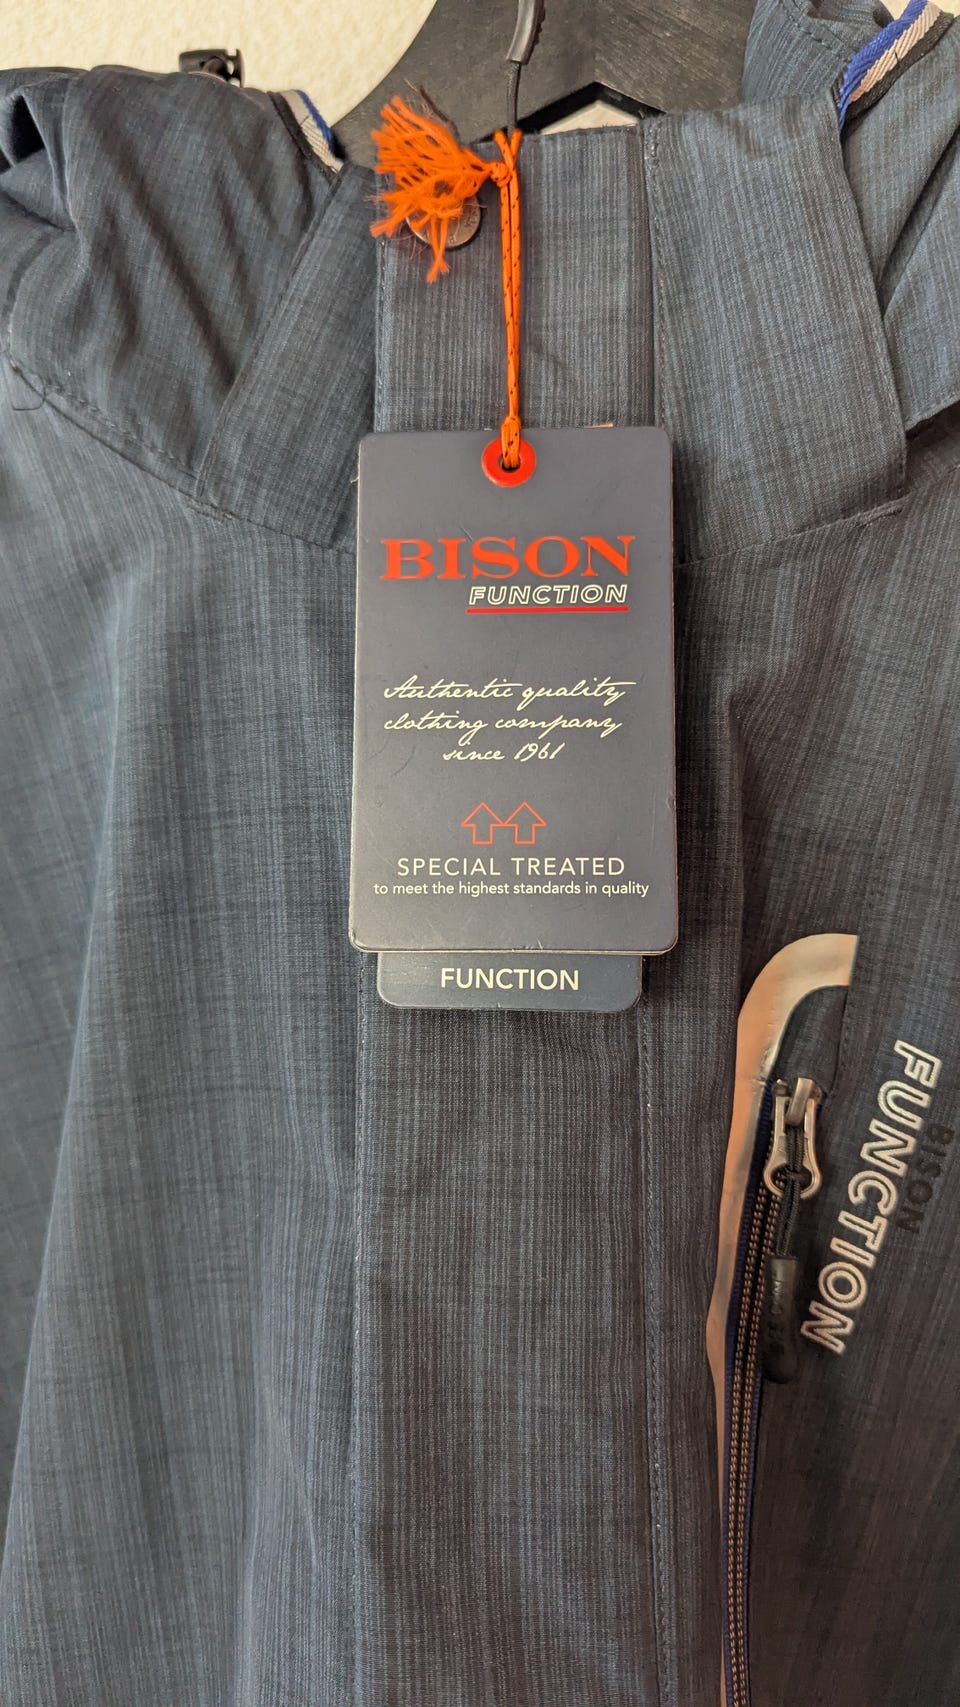 BISON
FUNCTION
Authentic quality
clothing company
since 1961
SPECIAL TREATED
to meet the highest standards in quality
FUNCTION
BISON
FUNCTION